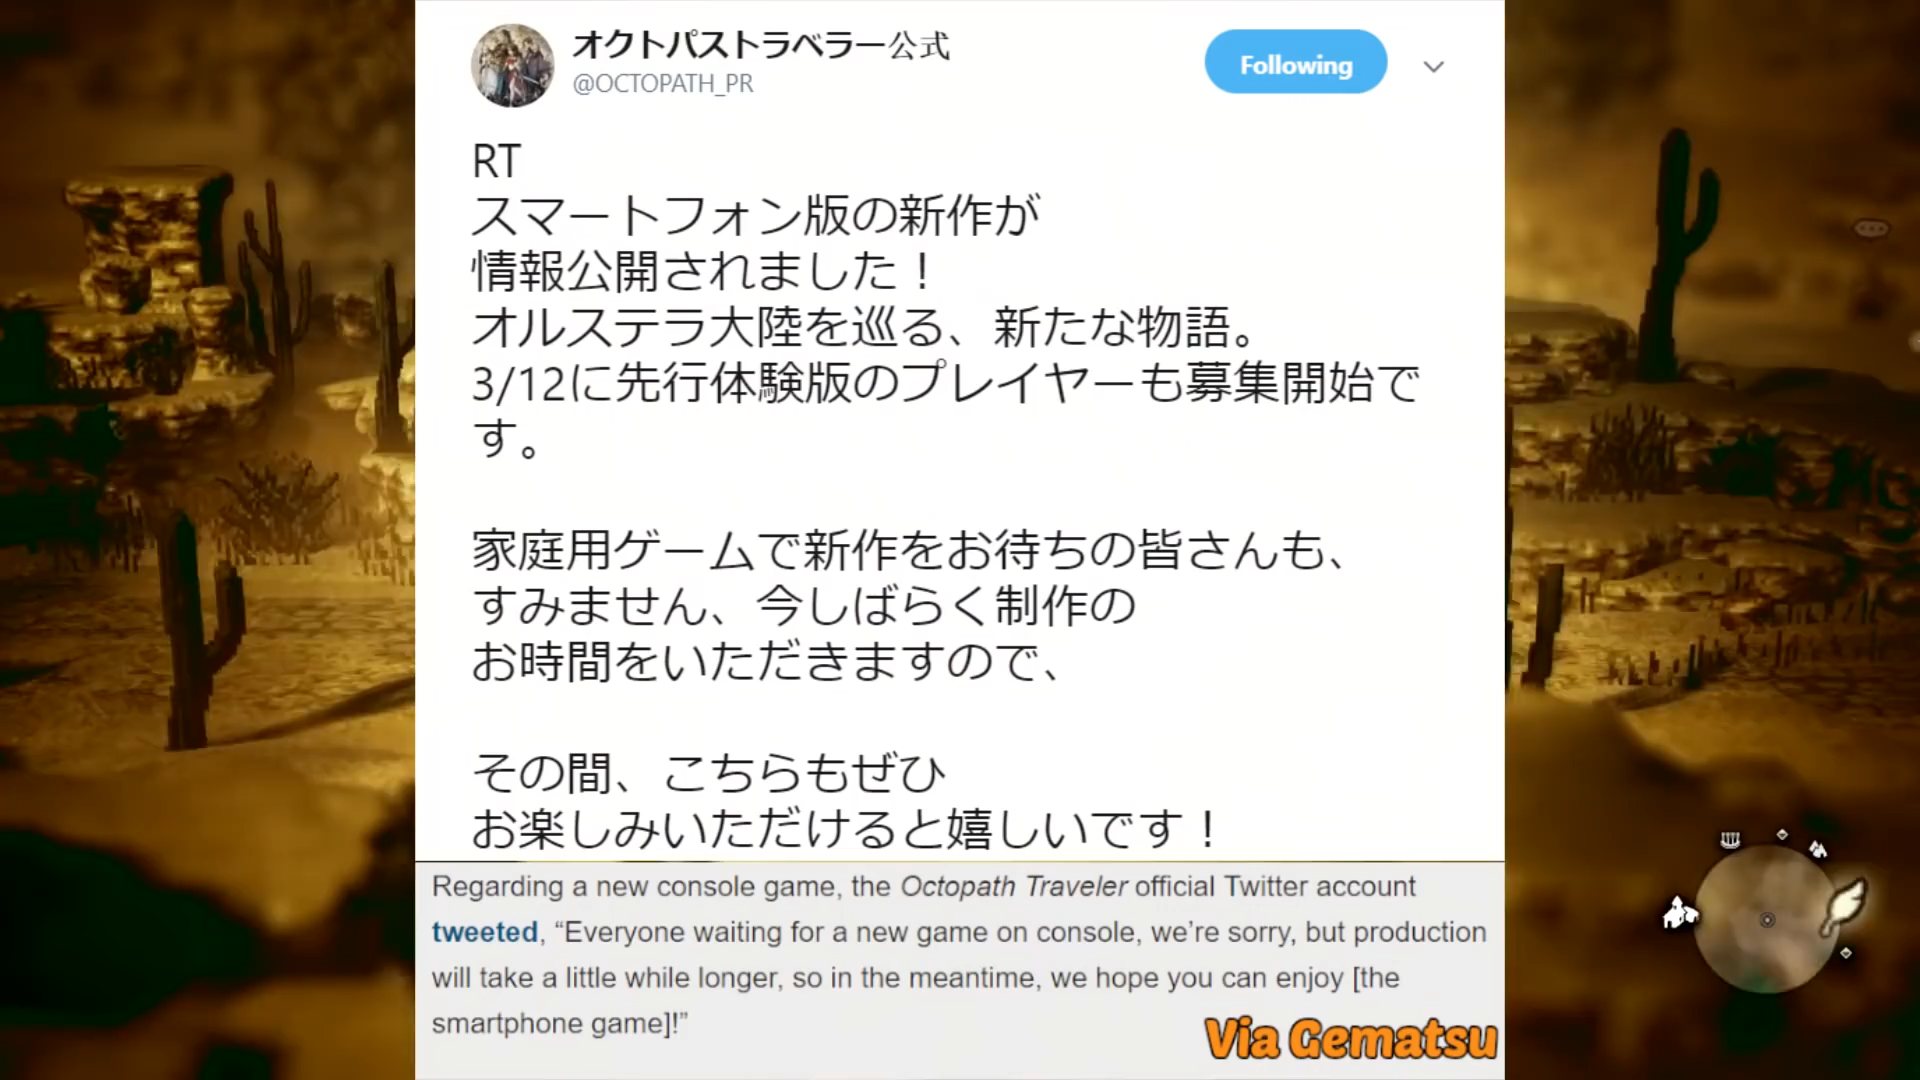 オクトパストラベラー公式
@OCTOPATH_PR
Following
RT
スマートフォン版の新作が
情報公開されました！
オルステラ大陸を巡る、新たな物語。
3/12に先行体験版のプレイヤーも募集開始で
す。
家庭用ゲームで新作をお待ちの皆さんも、
すみません、今しばらく制作の
お時間をいただきますので、
その間、こちらもぜひ
お楽しみいただけると嬉しいです！
Regarding a new console game, the Octopath Traveler official Twitter account
tweeted, “Everyone waiting for a new game on console, we’re sorry, but production
will take a little while longer, so in the meantime, we hope you can enjoy [the
smartphone game]!”
Via Gematsu